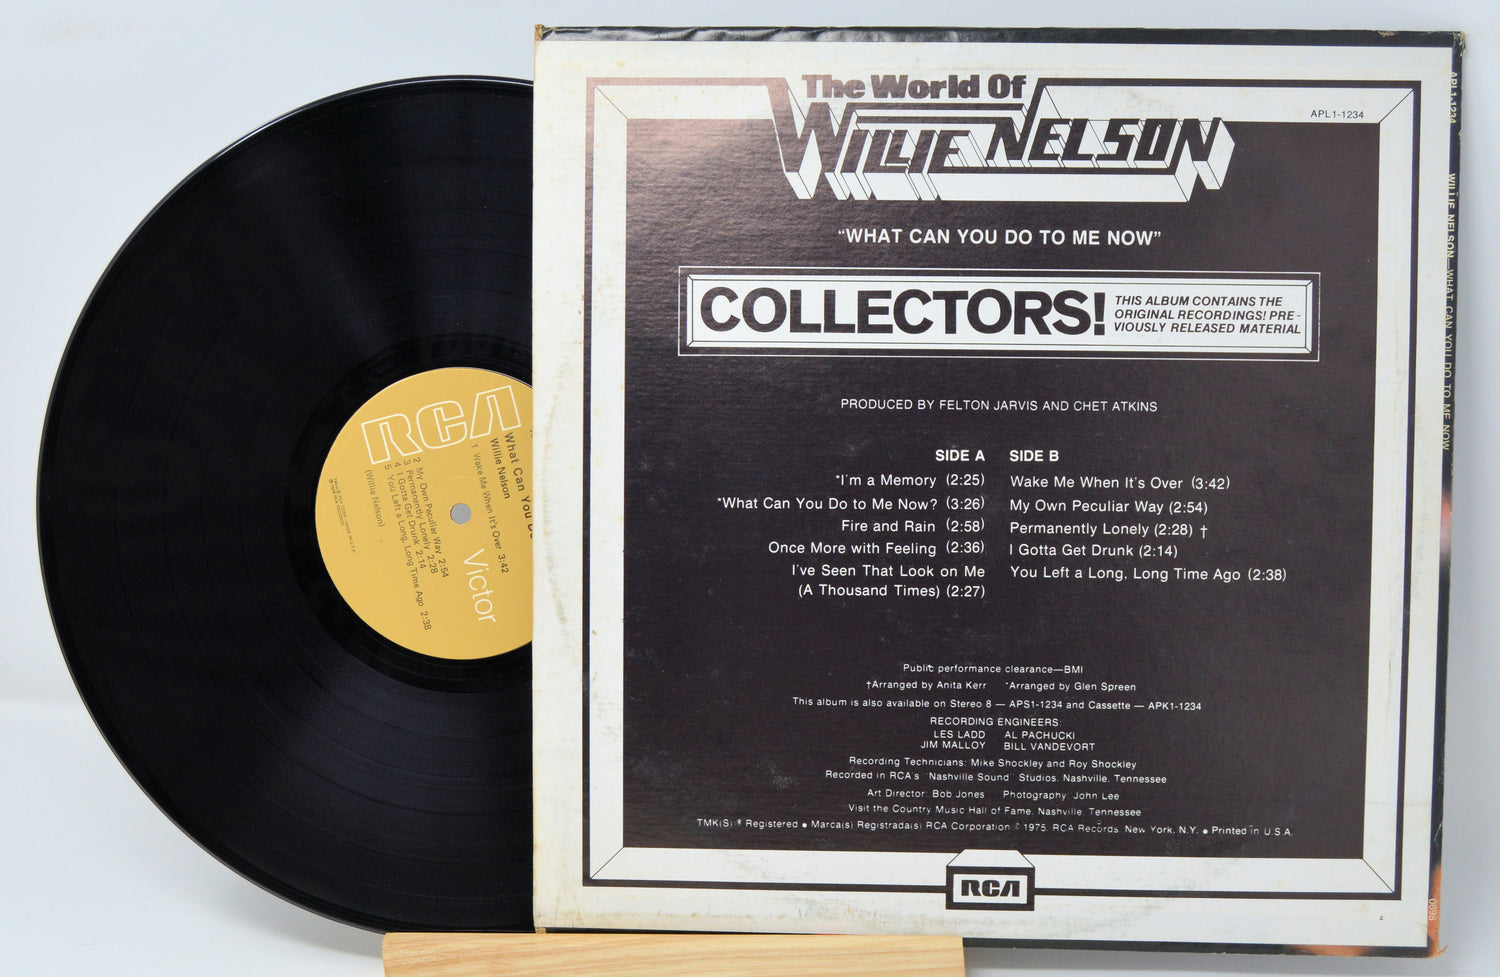 RCA
Victor
What Can You Do
Willie Nelson
1 Wake Me When It's Over 3:42
2 My Own Peculiar Way 2:54
3 Permanently Lonely 2:28
4 I Gotta Get Drunk 2:14
5 You Left a Long, Long Time Ago 2:38
(Willie Nelson)
The World Of
WILLIE NELSON
APL1-1234
“WHAT CAN YOU DO TO ME NOW”
COLLECTORS!
THIS ALBUM CONTAINS THE
ORIGINAL RECORDINGS! PRE-
VIOUSLY RELEASED MATERIAL
PRODUCED BY FELTON JARVIS AND CHET ATKINS
SIDE A
*I'm a Memory (2:25)
*What Can You Do to Me Now? (3:26)
Fire and Rain (2:58)
Once More with Feeling (2:36)
I've Seen That Look on Me
(A Thousand Times) (2:27)
SIDE B
Wake Me When It's Over (3:42)
My Own Peculiar Way (2:54)
Permanently Lonely (2:28) †
I Gotta Get Drunk (2:14)
You Left a Long, Long Time Ago (2:38)
Public performance clearance—BMI
†Arranged by Anita Kerr *Arranged by Glen Spreen
This album is also available on Stereo 8 — APS1-1234 and Cassette — APK1-1234
RECORDING ENGINEERS:
LES LADD AL PACHUCKI
JIM MALLOY BILL VANDEVORT
Recording Technicians: Mike Shockley and Roy Shockley
Recorded in RCA's "Nashville Sound" Studios, Nashville, Tennessee
Art Director: Bob Jones Photography: John Lee
Visit the Country Music Hall of Fame, Nashville, Tennessee
TMK(S) ® Registered • Marca(s) Registrada(s) RCA Corporation © 1975, RCA Records, New York, N.Y. • Printed in U.S.A.
RCA
2
APL1-1234
WILLIE NELSON—WHAT CAN YOU DO TO ME NOW
0698